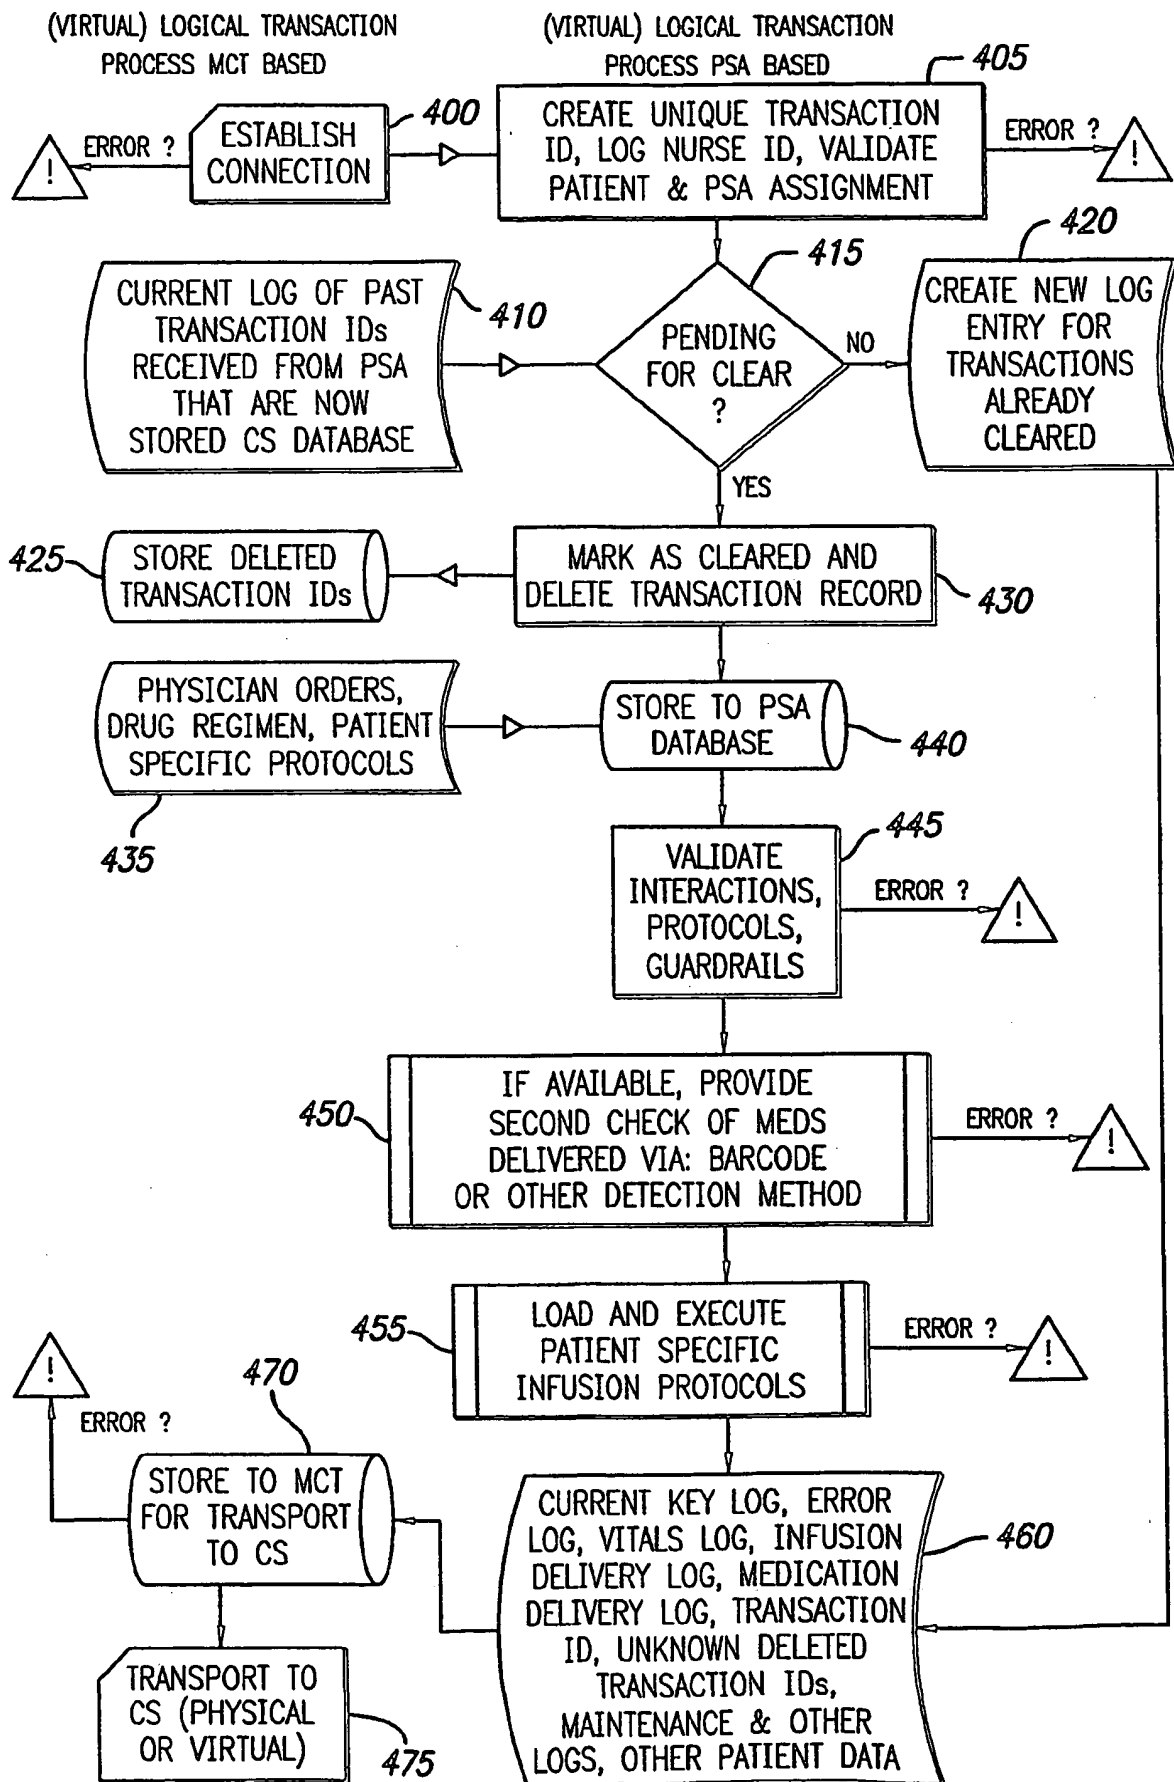 (VIRTUAL) LOGICAL TRANSACTION
PROCESS MCT BASED
(VIRTUAL) LOGICAL TRANSACTION
PROCESS PSA BASED
405
400
ERROR ?
!
ESTABLISH
CONNECTION
CREATE UNIQUE TRANSACTION
ID, LOG NURSE ID, VALIDATE
PATIENT & PSA ASSIGNMENT
ERROR ?
!
420
415
410
CURRENT LOG OF PAST
TRANSACTION IDs
RECEIVED FROM PSA
THAT ARE NOW
STORED CS DATABASE
PENDING
FOR CLEAR
?
NO
CREATE NEW LOG
ENTRY FOR
TRANSACTIONS
ALREADY
CLEARED
YES
425
STORE DELETED
TRANSACTION IDs
MARK AS CLEARED AND
DELETE TRANSACTION RECORD
430
PHYSICIAN ORDERS,
DRUG REGIMEN, PATIENT
SPECIFIC PROTOCOLS
435
STORE TO PSA
DATABASE
440
445
VALIDATE
INTERACTIONS,
PROTOCOLS,
GUARDRAILS
ERROR ?
!
450
IF AVAILABLE, PROVIDE
SECOND CHECK OF MEDS
DELIVERED VIA: BARCODE
OR OTHER DETECTION METHOD
ERROR ?
!
455
LOAD AND EXECUTE
PATIENT SPECIFIC
INFUSION PROTOCOLS
ERROR ?
!
!
ERROR ?
470
STORE TO MCT
FOR TRANSPORT
TO CS
CURRENT KEY LOG, ERROR
LOG, VITALS LOG, INFUSION
DELIVERY LOG, MEDICATION
DELIVERY LOG, TRANSACTION
ID, UNKNOWN DELETED
TRANSACTION IDs,
MAINTENANCE & OTHER
LOGS, OTHER PATIENT DATA
460
TRANSPORT TO
CS (PHYSICAL
OR VIRTUAL)
475